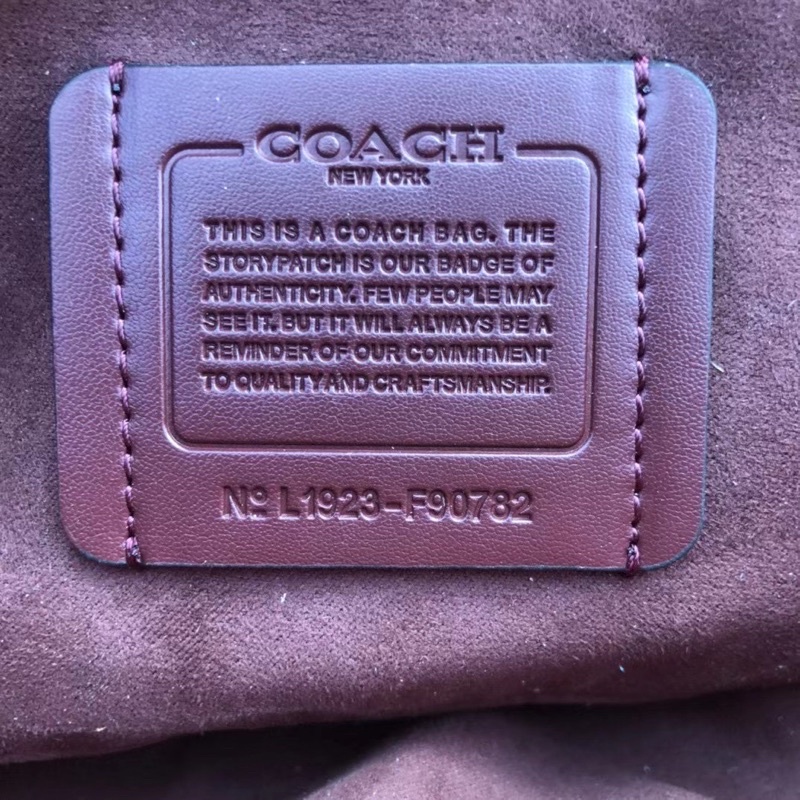 COACH
NEW YORK
THIS IS A COACH BAG. THE
STORYPATCH IS OUR BADGE OF
AUTHENTICITY. FEW PEOPLE MAY
SEE IT. BUT IT WILL ALWAYS BE A
REMINDER OF OUR COMMITMENT
TO QUALITY AND CRAFTSMANSHIP.
Nº L1923-F90782